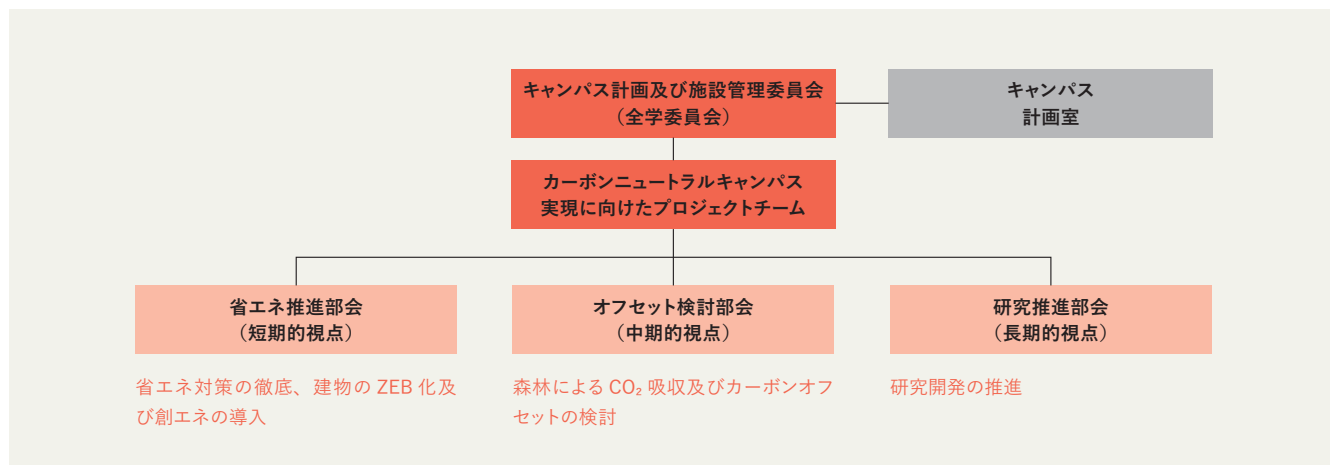 キャンパス計画及び施設管理委員会
（全学委員会）
キャンパス
計画室
カーボンニュートラルキャンパス
実現に向けたプロジェクトチーム
省エネ推進部会
（短期的視点）
オフセット検討部会
（中期的視点）
研究推進部会
（長期的視点）
省エネ対策の徹底、建物の ZEB 化及
び創エネの導入
森林による CO₂ 吸収及びカーボンオフ
セットの検討
研究開発の推進